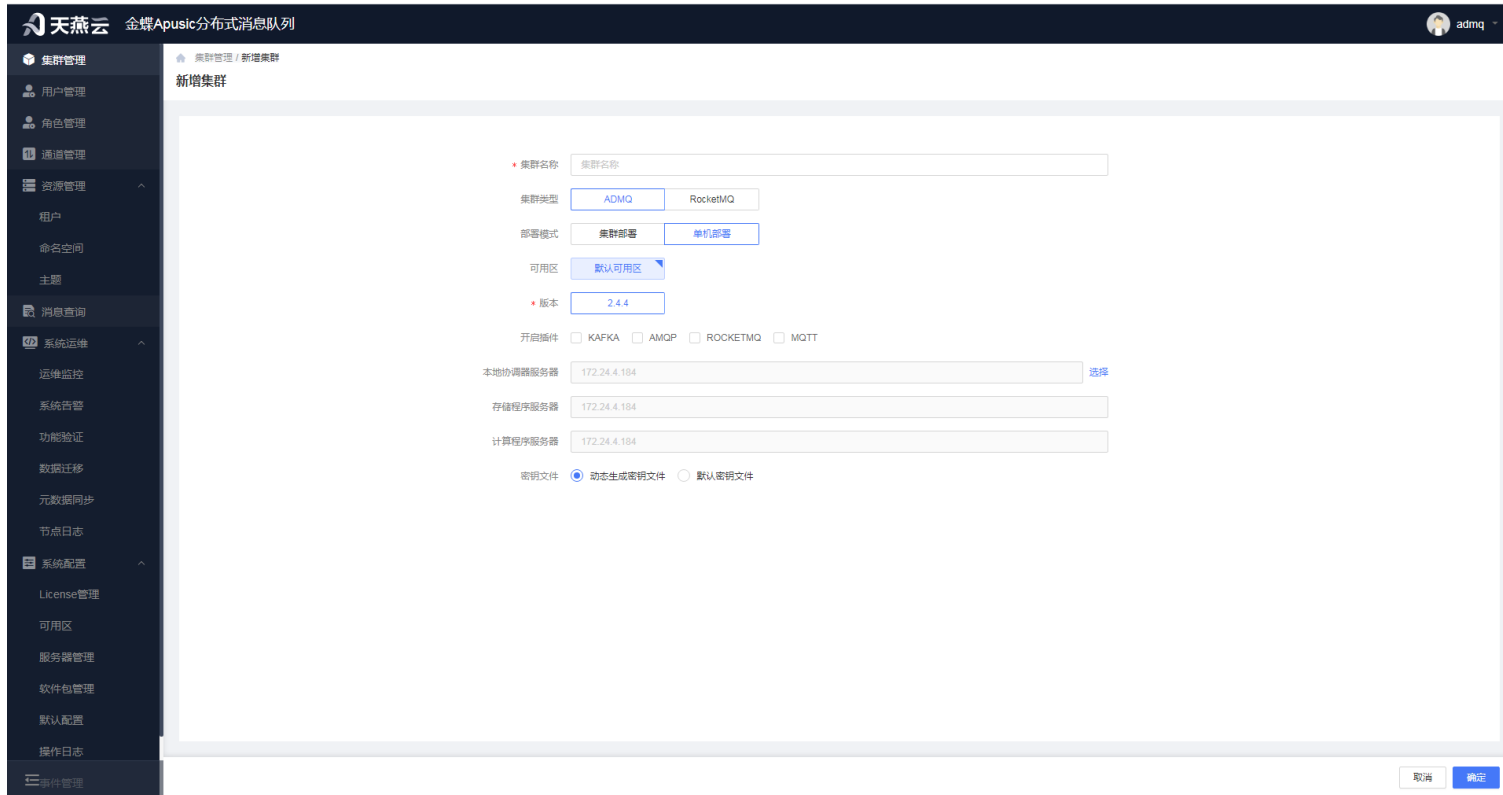 天燕云 金蝶Apusic分布式消息队列
admq
集群管理
用户管理
角色管理
通道管理
资源管理
租户
命名空间
主题
消息查询
系统运维
运维监控
系统告警
功能验证
数据迁移
元数据同步
节点日志
系统配置
License管理
可用区
服务器管理
软件包管理
默认配置
操作日志
事件管理
集群管理 / 新增集群
新增集群
* 集群名称 集群名称
集群类型 ADMQ RocketMQ
部署模式 集群部署 单机部署
可用区 默认可用区
* 版本 2.4.4
开启插件 KAFKA AMQP ROCKETMQ MQTT
本地协调器服务器 172.24.4.184 选择
存储程序服务器 172.24.4.184
计算程序服务器 172.24.4.184
密钥文件 动态生成密钥文件 默认密钥文件
取消 确定